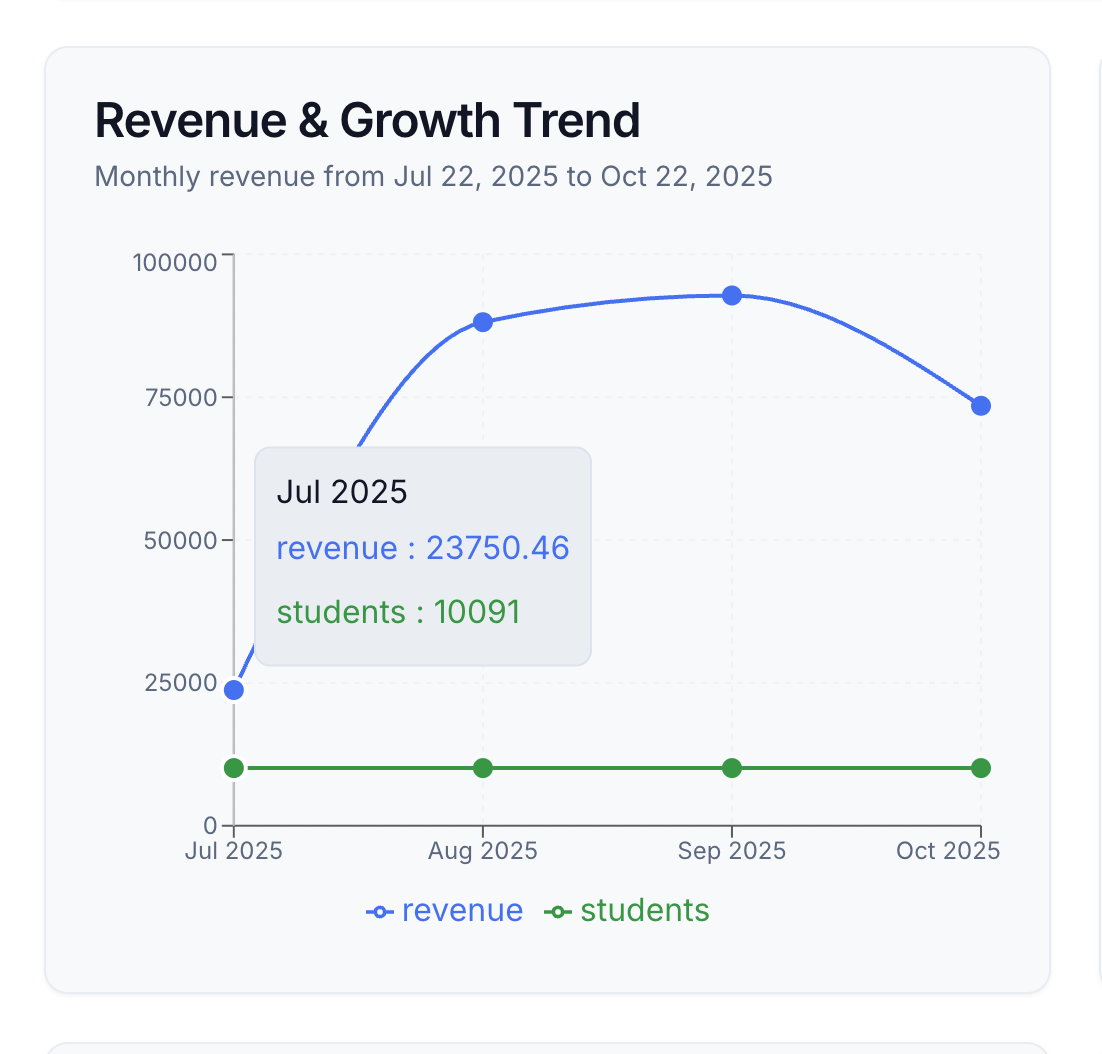 Revenue & Growth Trend
Monthly revenue from Jul 22, 2025 to Oct 22, 2025
100000
75000
50000
25000
0
Jul 2025
revenue : 23750.46
students : 10091
Jul 2025 Aug 2025 Sep 2025 Oct 2025
revenue students